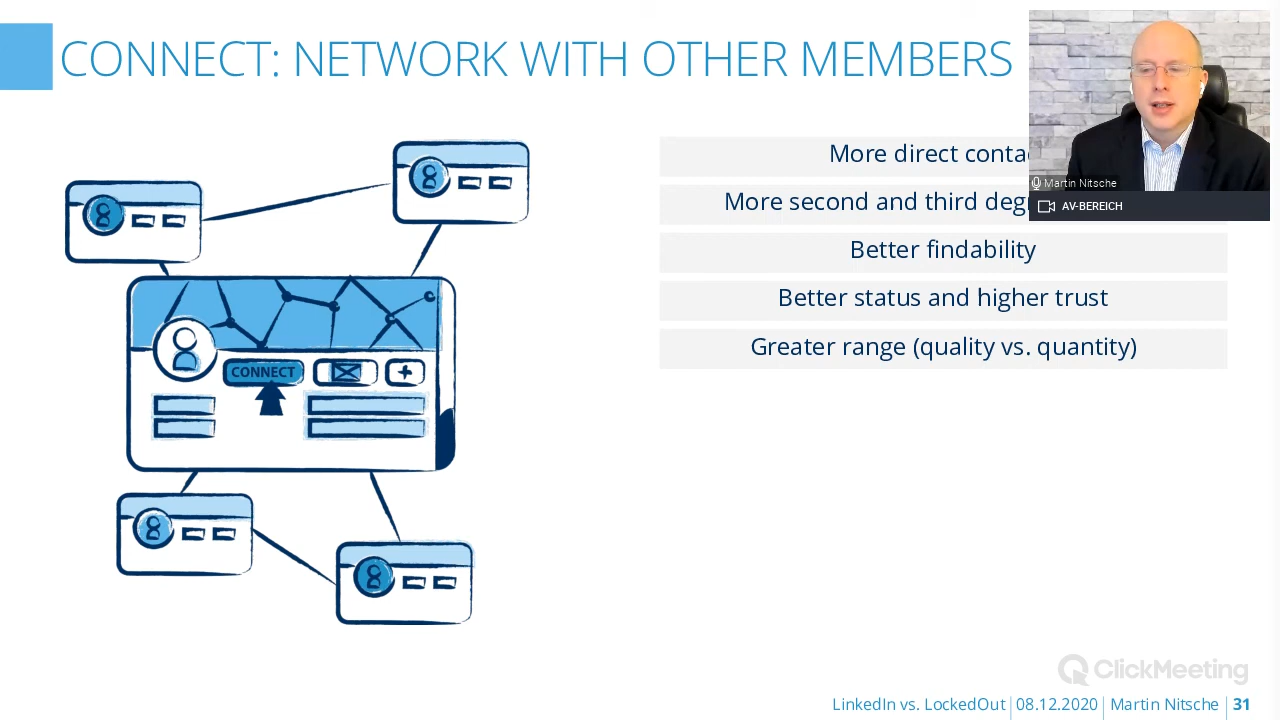 CONNECT: NETWORK WITH OTHER MEMBERS
More direct
More second and third
Better findability
Better status and higher trust
Greater range (quality vs. quantity)
CONNECT
Martin Nitsche
AV-BEREICH
ClickMeeting
LinkedIn vs. LockedOut 08.12.2020 Martin Nitsche 31